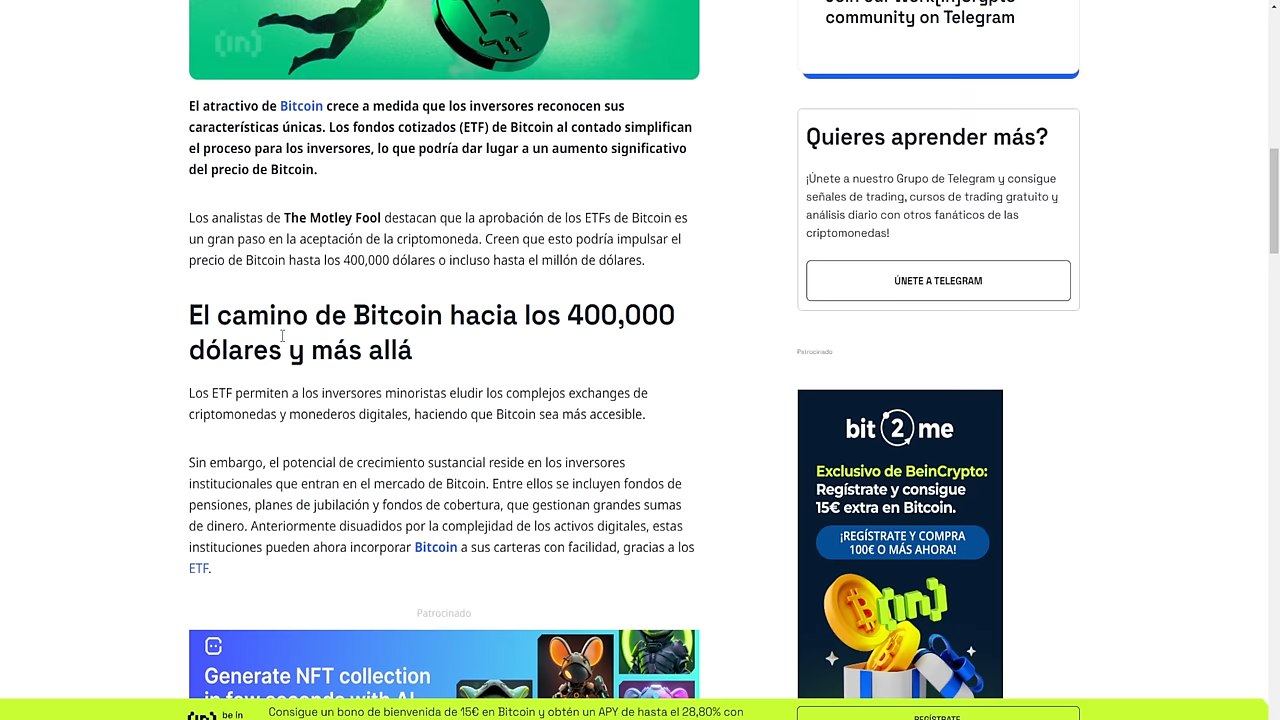 (in)
El atractivo de Bitcoin crece a medida que los inversores reconocen sus
características únicas. Los fondos cotizados (ETF) de Bitcoin al contado simplifican
el proceso para los inversores, lo que podría dar lugar a un aumento significativo
del precio de Bitcoin.
Los analistas de The Motley Fool destacan que la aprobación de los ETFs de Bitcoin es
un gran paso en la aceptación de la criptomoneda. Creen que esto podría impulsar el
precio de Bitcoin hasta los 400,000 dólares o incluso hasta el millón de dólares.
El camino de Bitcoin hacia los 400,000
dólares y más allá
Los ETF permiten a los inversores minoristas eludir los complejos exchanges de
criptomonedas y monederos digitales, haciendo que Bitcoin sea más accesible.
Sin embargo, el potencial de crecimiento sustancial reside en los inversores
institucionales que entran en el mercado de Bitcoin. Entre ellos se incluyen fondos de
pensiones, planes de jubilación y fondos de cobertura, que gestionan grandes sumas
de dinero. Anteriormente disuadidos por la complejidad de los activos digitales, estas
instituciones pueden ahora incorporar Bitcoin a sus carteras con facilidad, gracias a los
ETF.
Patrocinado
Generate NFT collection
in few seconds with AI
community on Telegram
Quieres aprender más?
¡Únete a nuestro Grupo de Telegram y consigue
señales de trading, cursos de trading gratuito y
análisis diario con otros fanáticos de las
criptomonedas!
ÚNETE A TELEGRAM
Patrocinado
bit2me
Exclusivo de BeinCrypto:
Regístrate y consigue
15€ extra en Bitcoin.
¡REGÍSTRATE Y COMPRA
100€ O MÁS AHORA!
(in)
be in
Consigue un bono de bienvenida de 15€ en Bitcoin y obtén un APY de hasta el 28,80% con
REGÍSTRATE